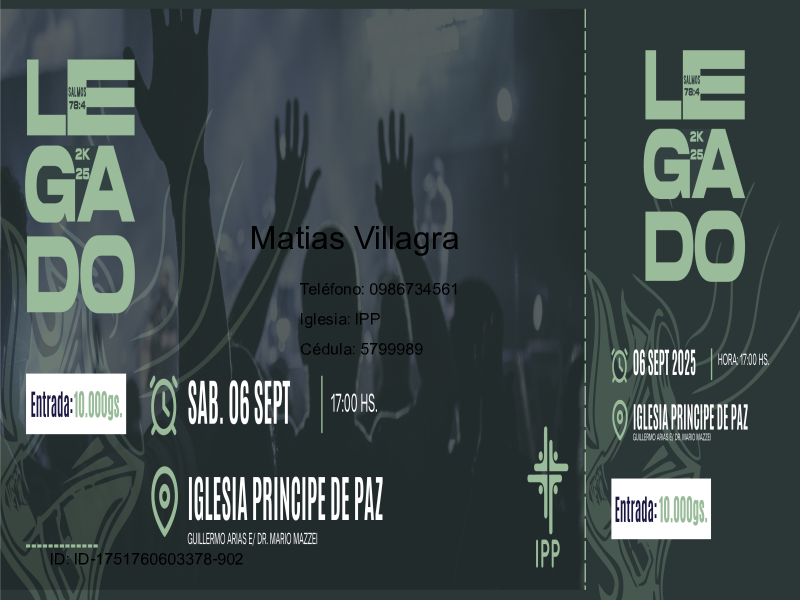 LE
SALMOS
78:4
GA
2K
25
DO
Matias Villagra
Teléfono: 0986734561
Iglesia: IPP
Cédula: 5799989
Entrada:10.000gs.
SAB. 06 SEPT
17:00 HS.
IGLESIA PRINCIPE DE PAZ
GUILLERMO ARIAS E/ DR. MARIO MAZZEI
ID: ID-1751760603378-902
IPP
LE
SALMOS
78:4
GA
2K
25
DO
06 SEPT 2025
HORA: 17:00 HS.
IGLESIA PRINCIPE DE PAZ
GUILLERMO ARIAS E/ DR. MARIO MAZZEI
Entrada:10.000gs.